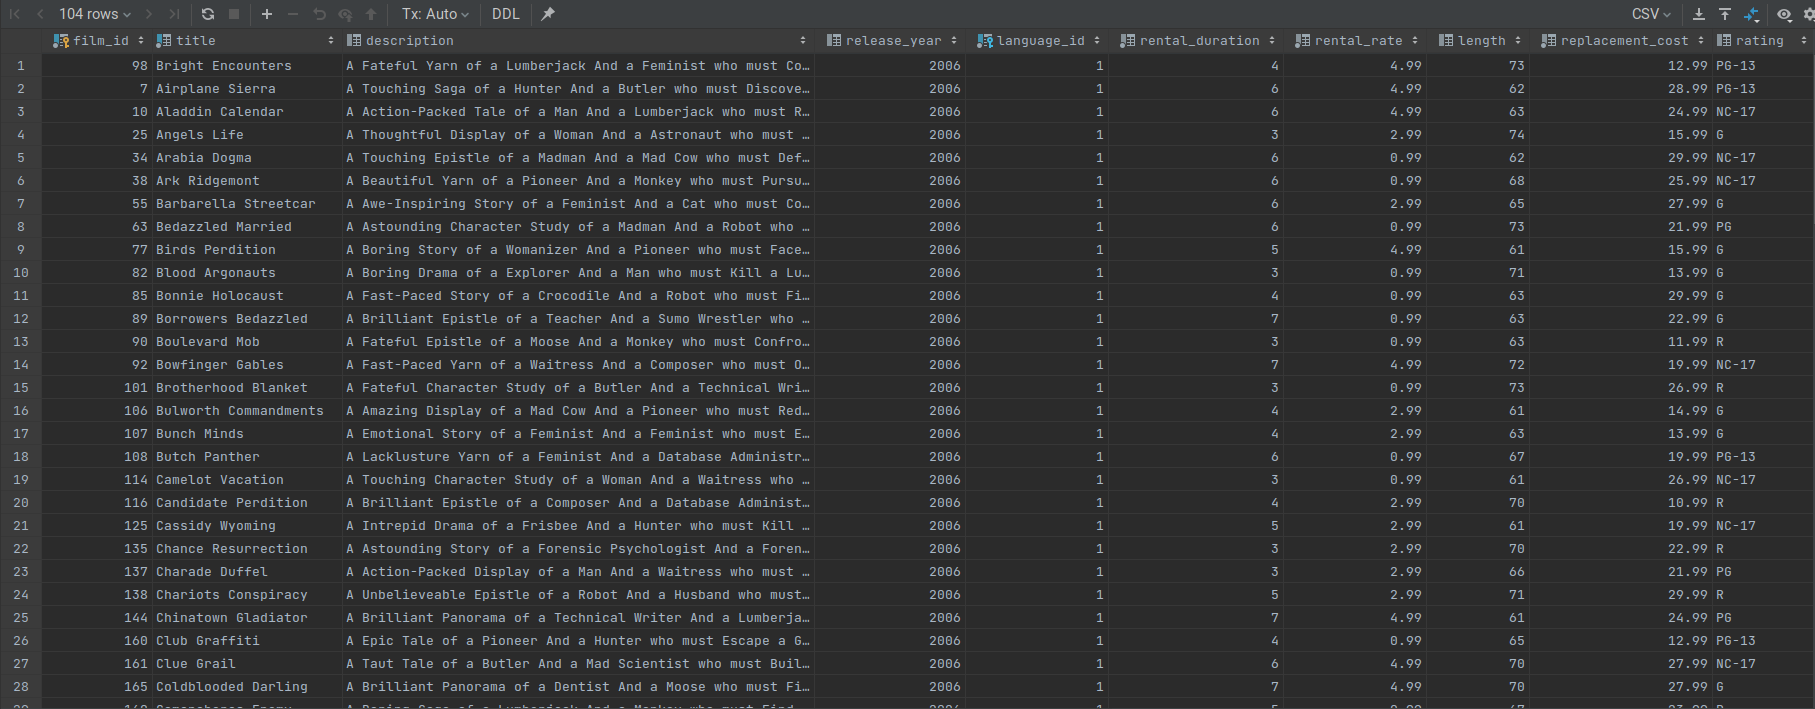 104 rows Tx: Auto DDL CSV
film_id title description release_year language_id rental_duration rental_rate length replacement_cost rating
1 98 Bright Encounters A Fateful Yarn of a Lumberjack And a Feminist who must Co… 2006 1 4 4.99 73 12.99 PG-13
2 7 Airplane Sierra A Touching Saga of a Hunter And a Butler who must Discove… 2006 1 6 4.99 62 28.99 PG-13
3 10 Aladdin Calendar A Action-Packed Tale of a Man And a Lumberjack who must R… 2006 1 6 4.99 63 24.99 NC-17
4 25 Angels Life A Thoughtful Display of a Woman And a Astronaut who must … 2006 1 3 2.99 74 15.99 G
5 34 Arabia Dogma A Touching Epistle of a Madman And a Mad Cow who must Def… 2006 1 6 0.99 62 29.99 NC-17
6 38 Ark Ridgemont A Beautiful Yarn of a Pioneer And a Monkey who must Pursu… 2006 1 6 0.99 68 25.99 NC-17
7 55 Barbarella Streetcar A Awe-Inspiring Story of a Feminist And a Cat who must Co… 2006 1 6 2.99 65 27.99 G
8 63 Bedazzled Married A Astounding Character Study of a Madman And a Robot who … 2006 1 6 0.99 73 21.99 PG
9 77 Birds Perdition A Boring Story of a Womanizer And a Pioneer who must Face… 2006 1 5 4.99 61 15.99 G
10 82 Blood Argonauts A Boring Drama of a Explorer And a Man who must Kill a Lu… 2006 1 3 0.99 71 13.99 G
11 85 Bonnie Holocaust A Fast-Paced Story of a Crocodile And a Robot who must Fi… 2006 1 4 0.99 63 29.99 G
12 89 Borrowers Bedazzled A Brilliant Epistle of a Teacher And a Sumo Wrestler who … 2006 1 7 0.99 63 22.99 G
13 90 Boulevard Mob A Fateful Epistle of a Moose And a Monkey who must Confro… 2006 1 3 0.99 63 11.99 R
14 92 Bowfinger Gables A Fast-Paced Yarn of a Waitress And a Composer who must O… 2006 1 7 4.99 72 19.99 NC-17
15 101 Brotherhood Blanket A Fateful Character Study of a Butler And a Technical Wri… 2006 1 3 0.99 73 26.99 R
16 106 Bulworth Commandments A Amazing Display of a Mad Cow And a Pioneer who must Red… 2006 1 4 2.99 61 14.99 G
17 107 Bunch Minds A Emotional Story of a Feminist And a Feminist who must E… 2006 1 4 2.99 63 13.99 G
18 108 Butch Panther A Lacklusture Yarn of a Feminist And a Database Administr… 2006 1 6 0.99 67 19.99 PG-13
19 114 Camelot Vacation A Touching Character Study of a Woman And a Waitress who … 2006 1 3 0.99 61 26.99 NC-17
20 116 Candidate Perdition A Brilliant Epistle of a Composer And a Database Administ… 2006 1 4 2.99 70 10.99 R
21 125 Cassidy Wyoming A Intrepid Drama of a Frisbee And a Hunter who must Kill … 2006 1 5 2.99 61 19.99 NC-17
22 135 Chance Resurrection A Astounding Story of a Forensic Psychologist And a Foren… 2006 1 3 2.99 70 22.99 R
23 137 Charade Duffel A Action-Packed Display of a Man And a Waitress who must … 2006 1 3 2.99 66 21.99 PG
24 138 Chariots Conspiracy A Unbelieveable Epistle of a Robot And a Husband who must… 2006 1 5 2.99 71 29.99 R
25 144 Chinatown Gladiator A Brilliant Panorama of a Technical Writer And a Lumberja… 2006 1 7 4.99 61 24.99 PG
26 160 Club Graffiti A Epic Tale of a Pioneer And a Hunter who must Escape a G… 2006 1 4 0.99 65 12.99 PG-13
27 161 Clue Grail A Taut Tale of a Butler And a Mad Scientist who must Buil… 2006 1 6 4.99 70 27.99 NC-17
28 165 Coldblooded Darling A Brilliant Panorama of a Dentist And a Moose who must Fi… 2006 1 7 4.99 70 27.99 G